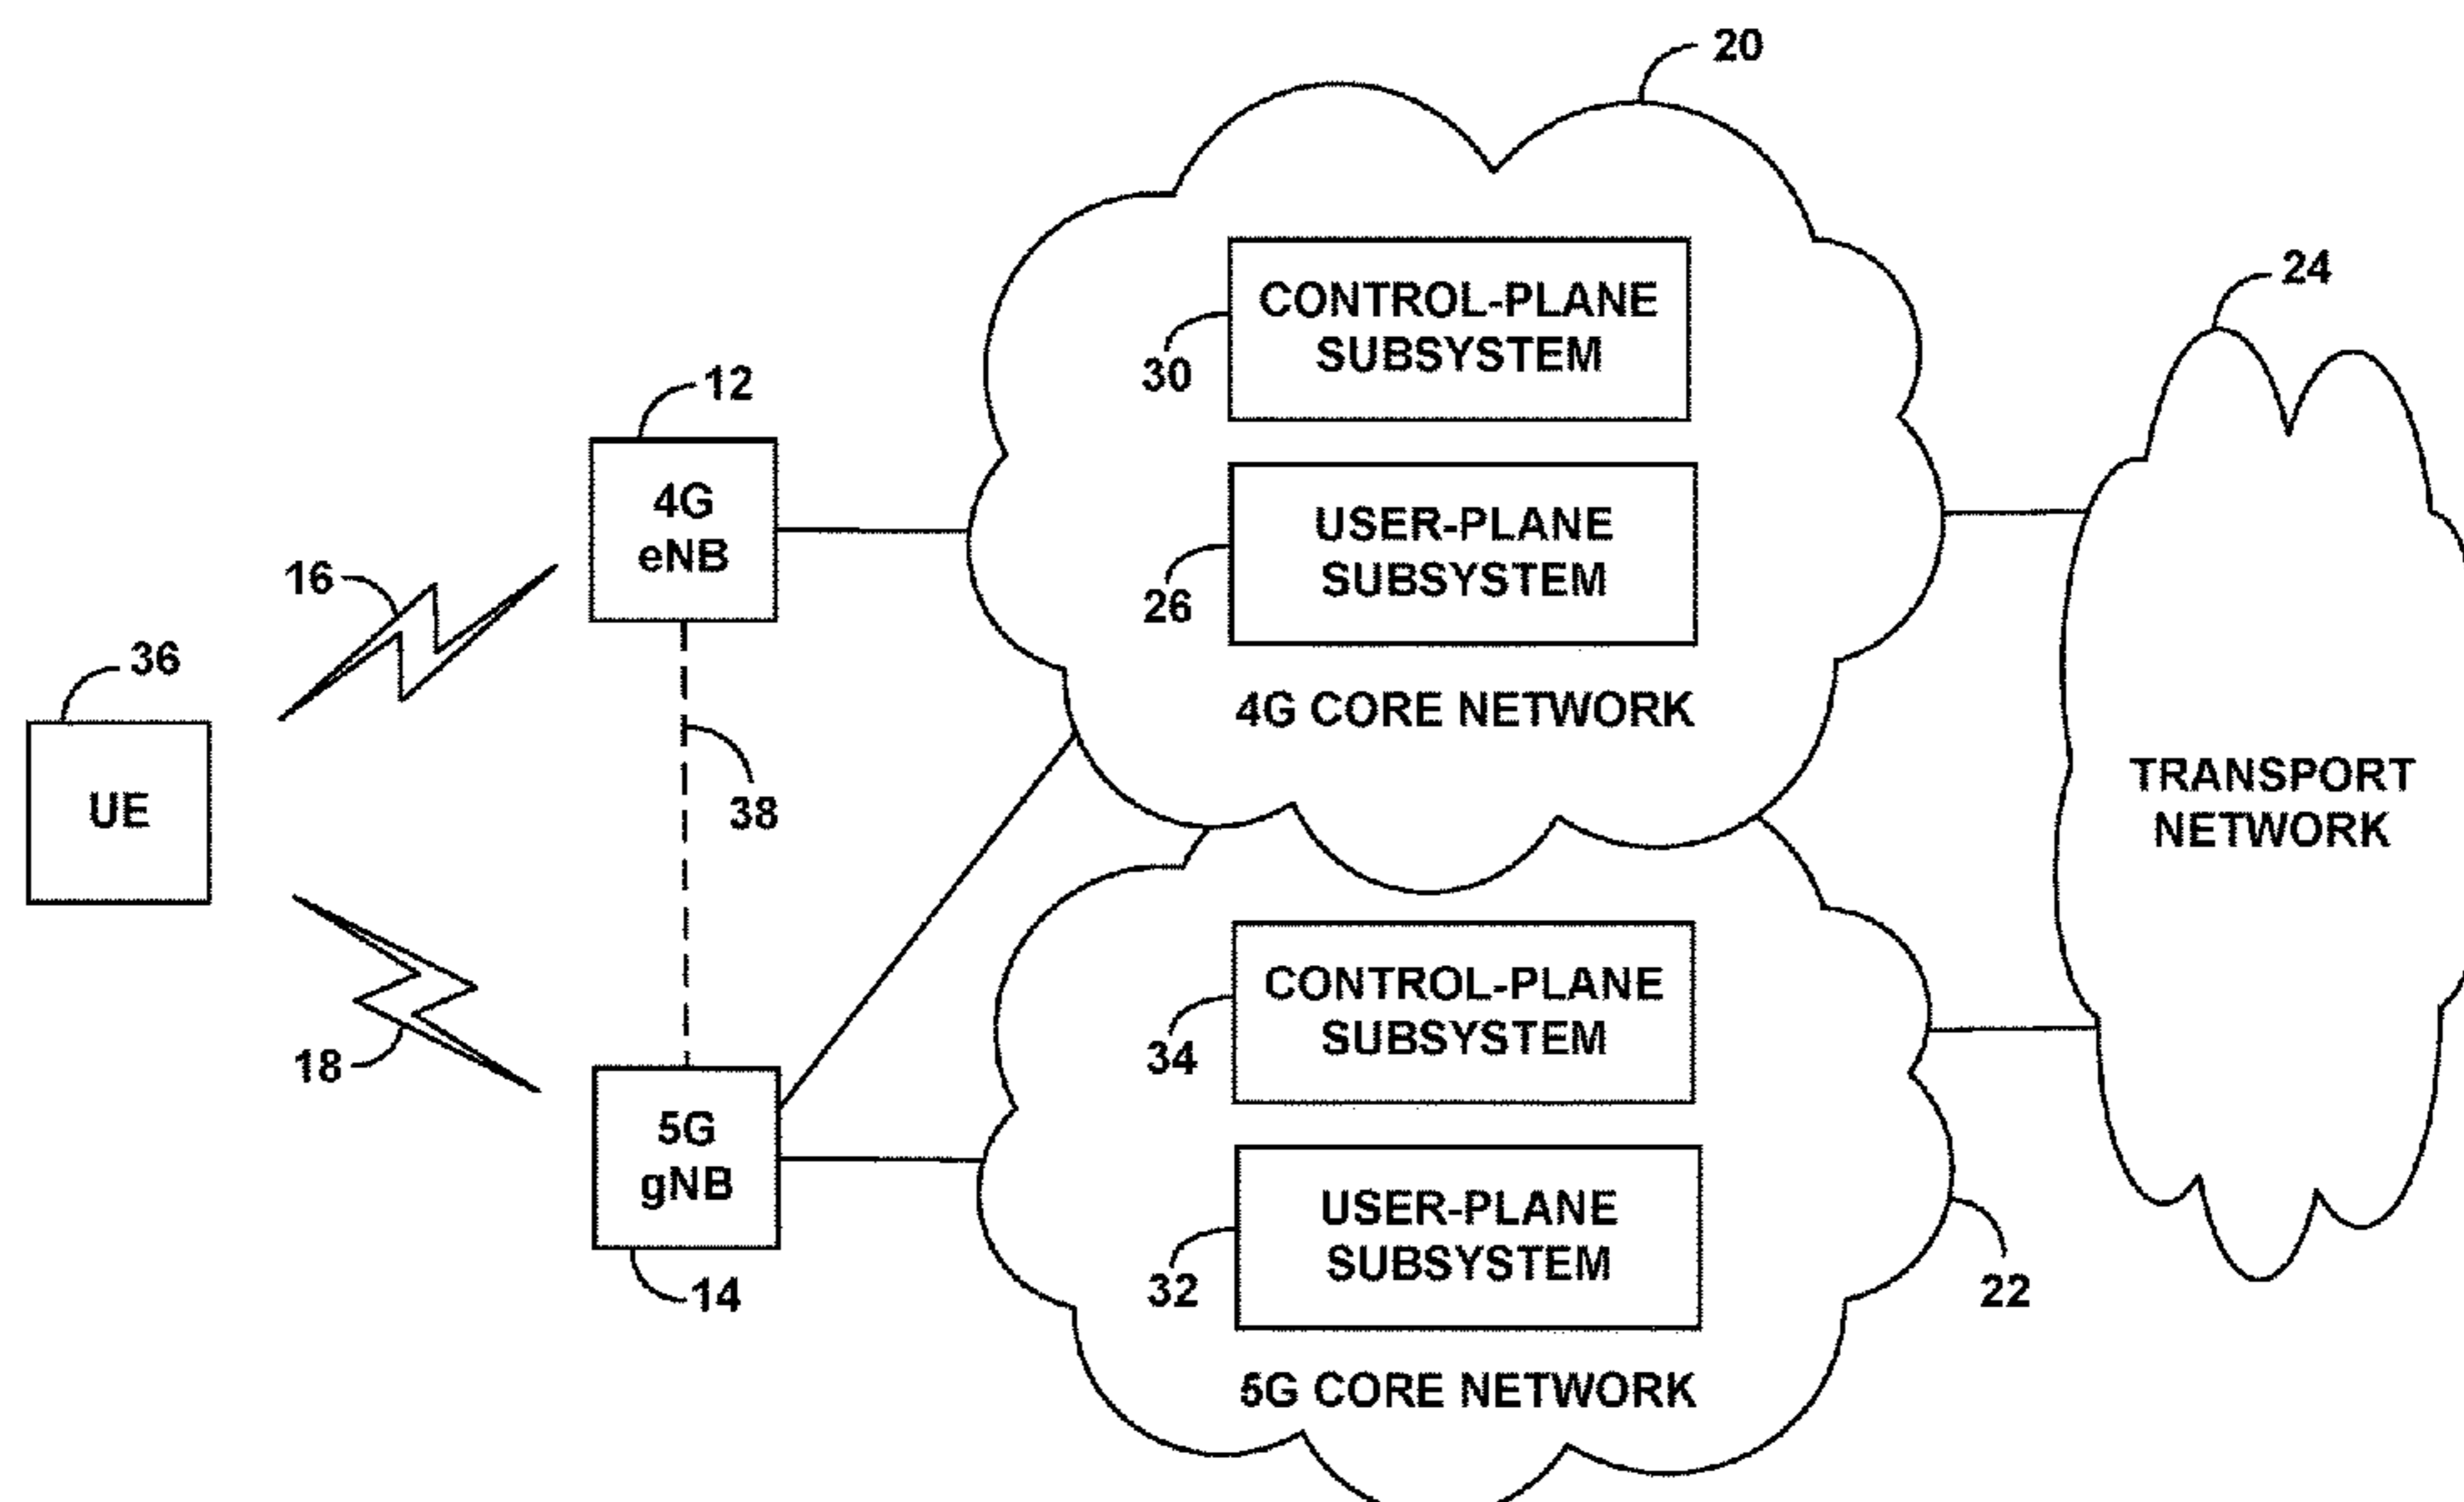 20
CONTROL-PLANE
SUBSYSTEM
30
24
12
4G
eNB
USER-PLANE
SUBSYSTEM
26
16
36
4G CORE NETWORK
UE
38
TRANSPORT
NETWORK
CONTROL-PLANE
SUBSYSTEM
34
18
5G
gNB
14
USER-PLANE
SUBSYSTEM
32
22
5G CORE NETWORK